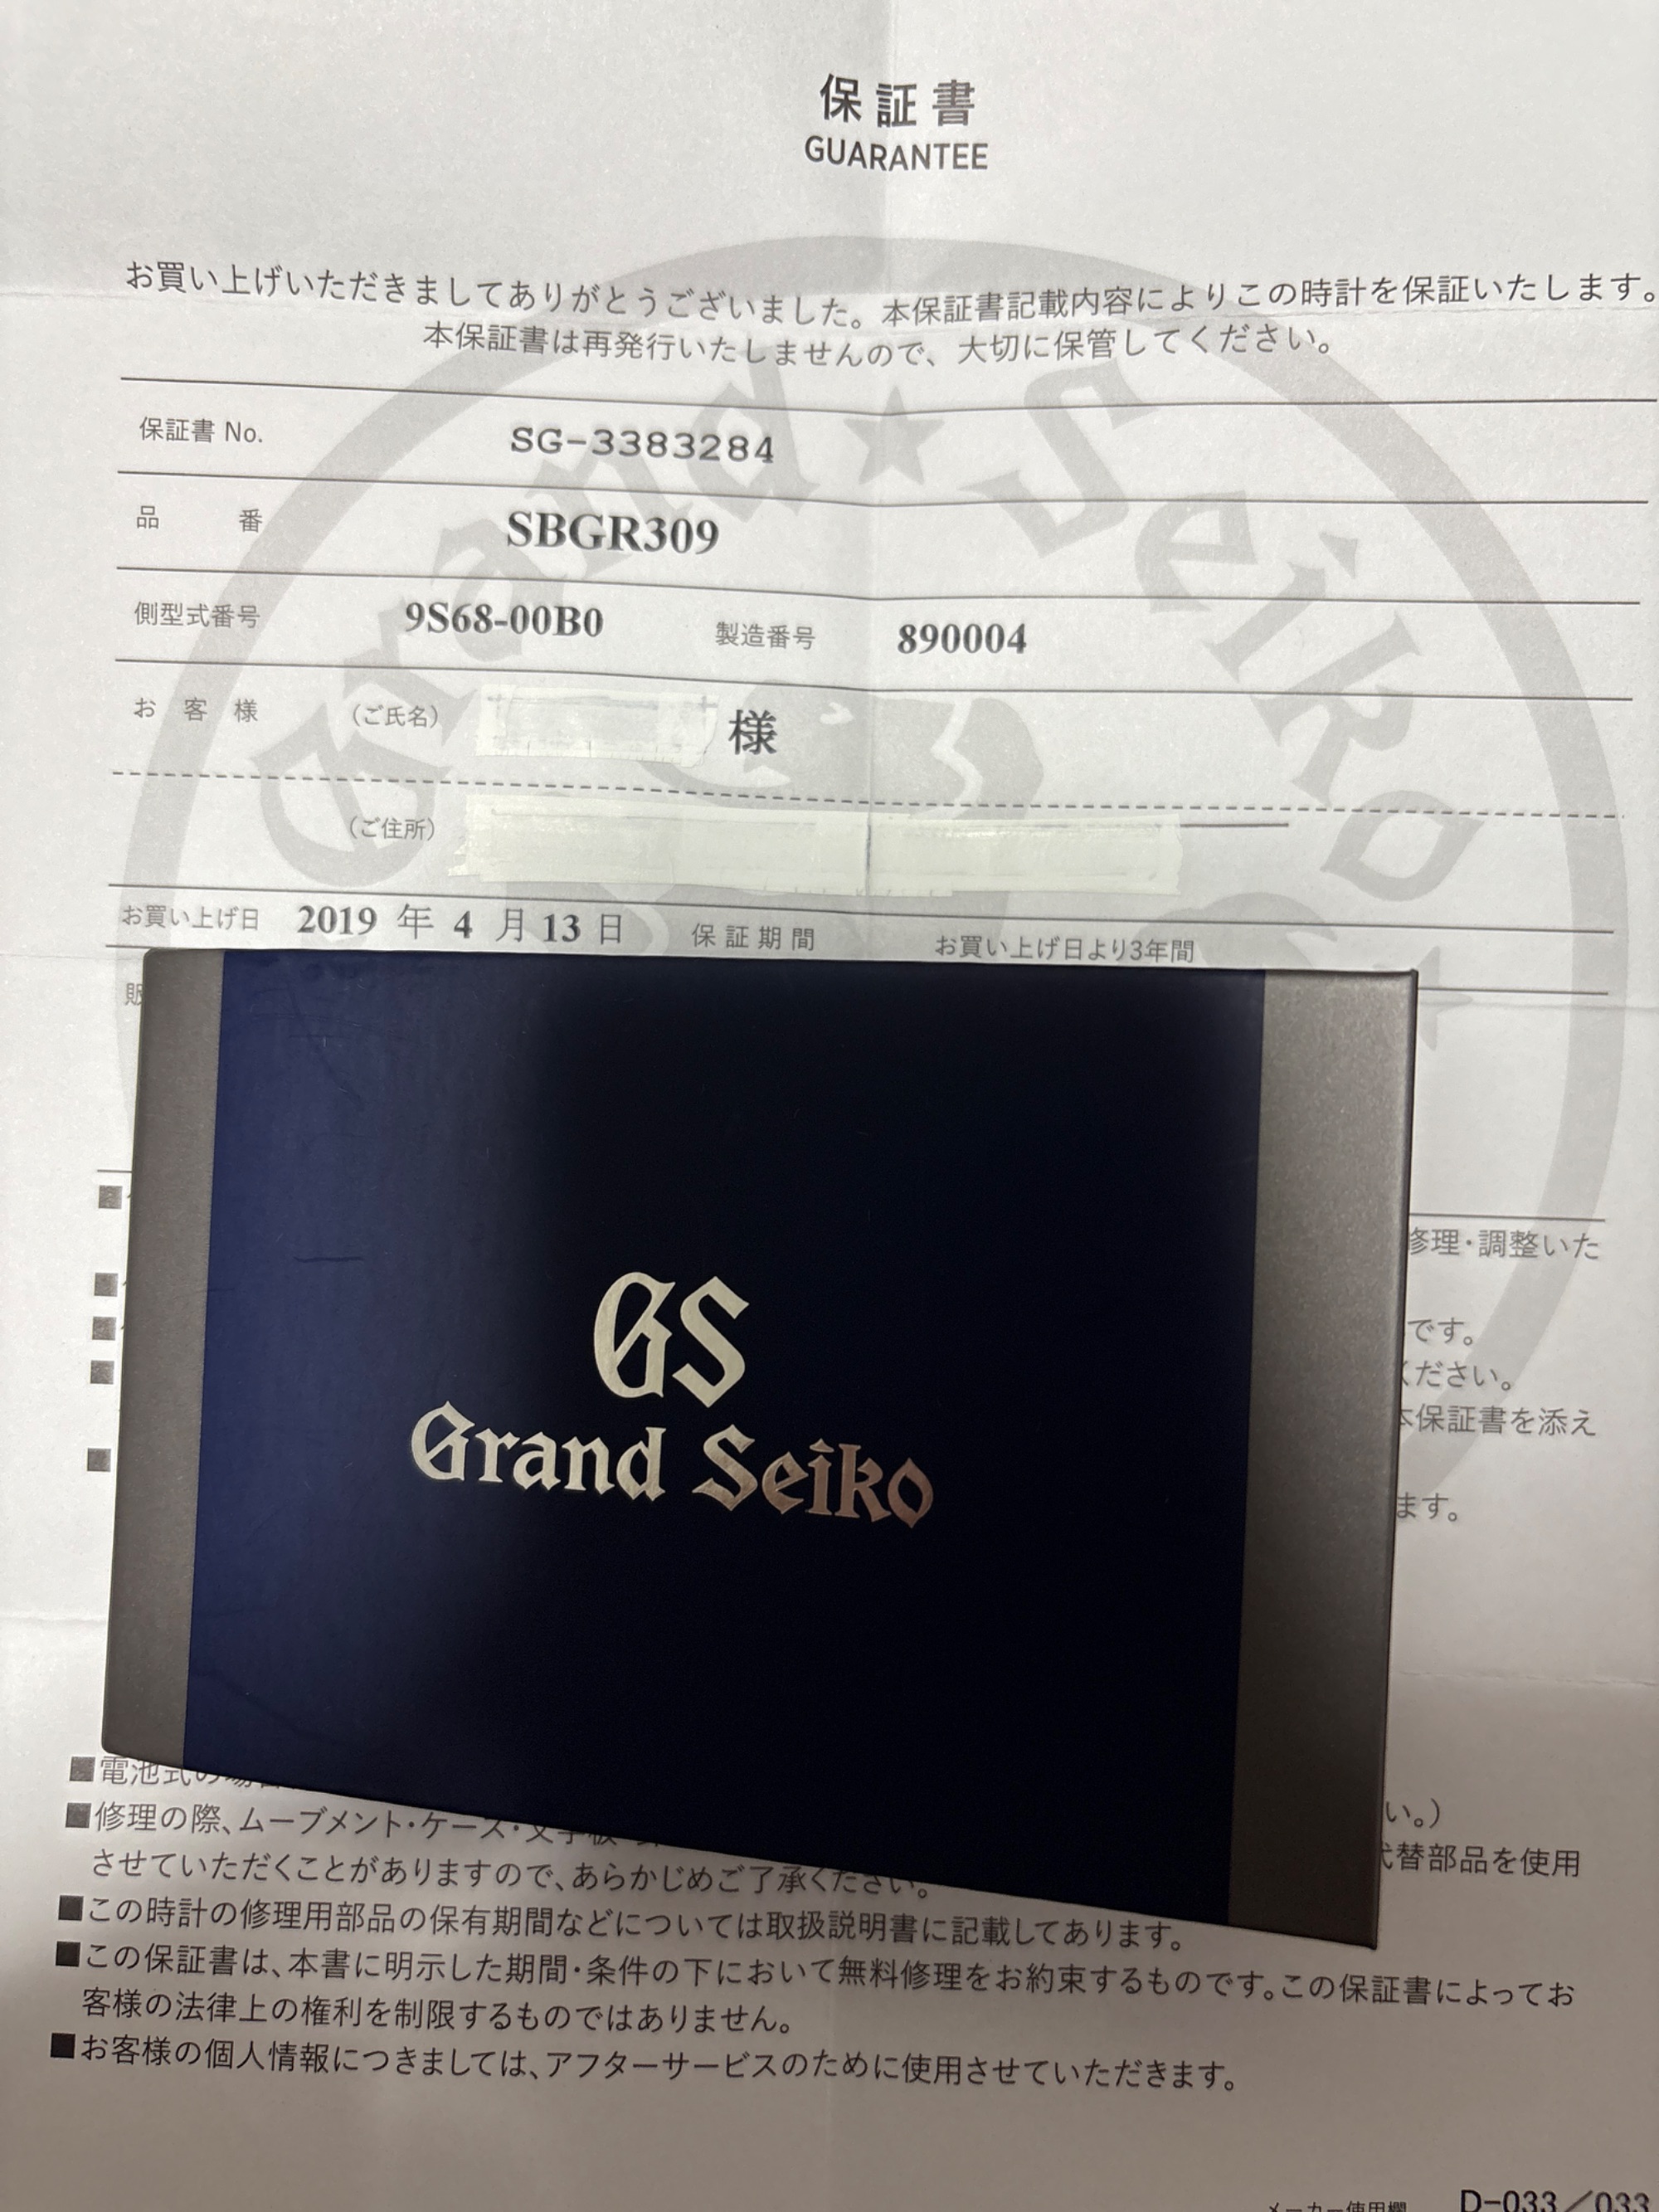 保証書
GUARANTEE
お買い上げいただきましてありがとうございました。本保証書記載内容によりこの時計を保証いたします。
本保証書は再発行いたしませんので、大切に保管してください。
保証書 No. SG-3383284
品番 SBGR309
側型式番号 9S68-00B0 製造番号 890004
お客様 (ご氏名) 様
(ご住所)
お買い上げ日 2019 年 4 月 13 日 保証期間 お買い上げ日より3年間
販
Grand Seiko
修理・調整いた
です。
ください。
本保証書を添え
ます。
GS
Grand Seiko
■電池式の場合
い。)
■修理の際、ムーブメント・ケース・文字板
代替部品を使用
させていただくことがありますので、あらかじめご了承ください。
■この時計の修理用部品の保有期間などについては取扱説明書に記載してあります。
■この保証書は、本書に明示した期間・条件の下において無料修理をお約束するものです。この保証書によってお
客様の法律上の権利を制限するものではありません。
■お客様の個人情報につきましては、アフターサービスのために使用させていただきます。
メーカー使用欄 D-033/033